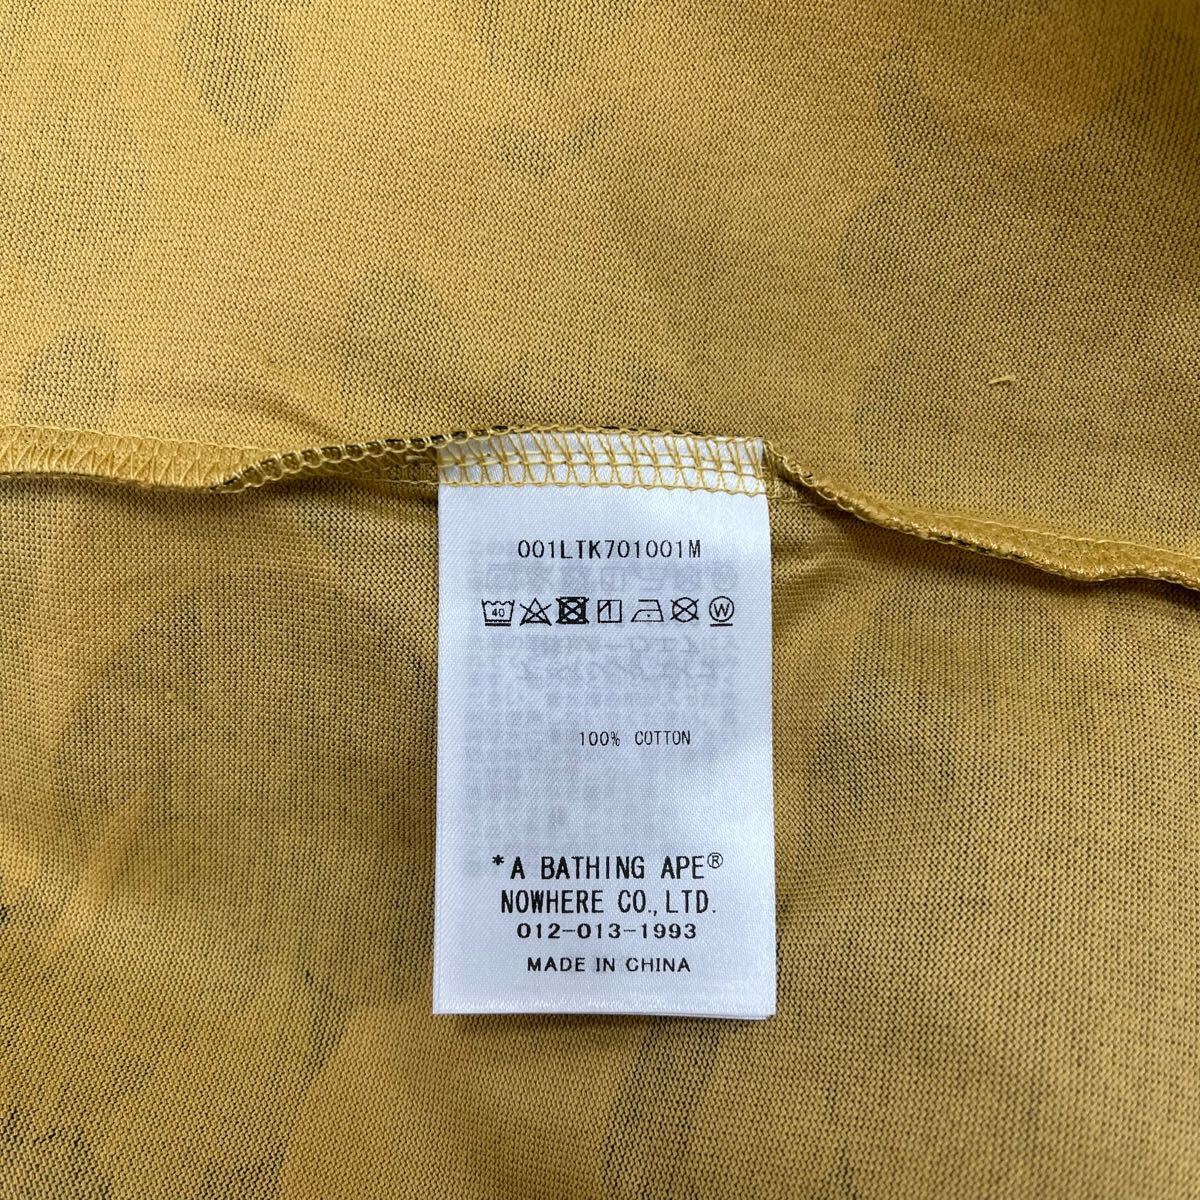 001LTK701001M
40 W
100% COTTON
*A BATHING APE®
NOWHERE CO., LTD.
012-013-1993
MADE IN CHINA